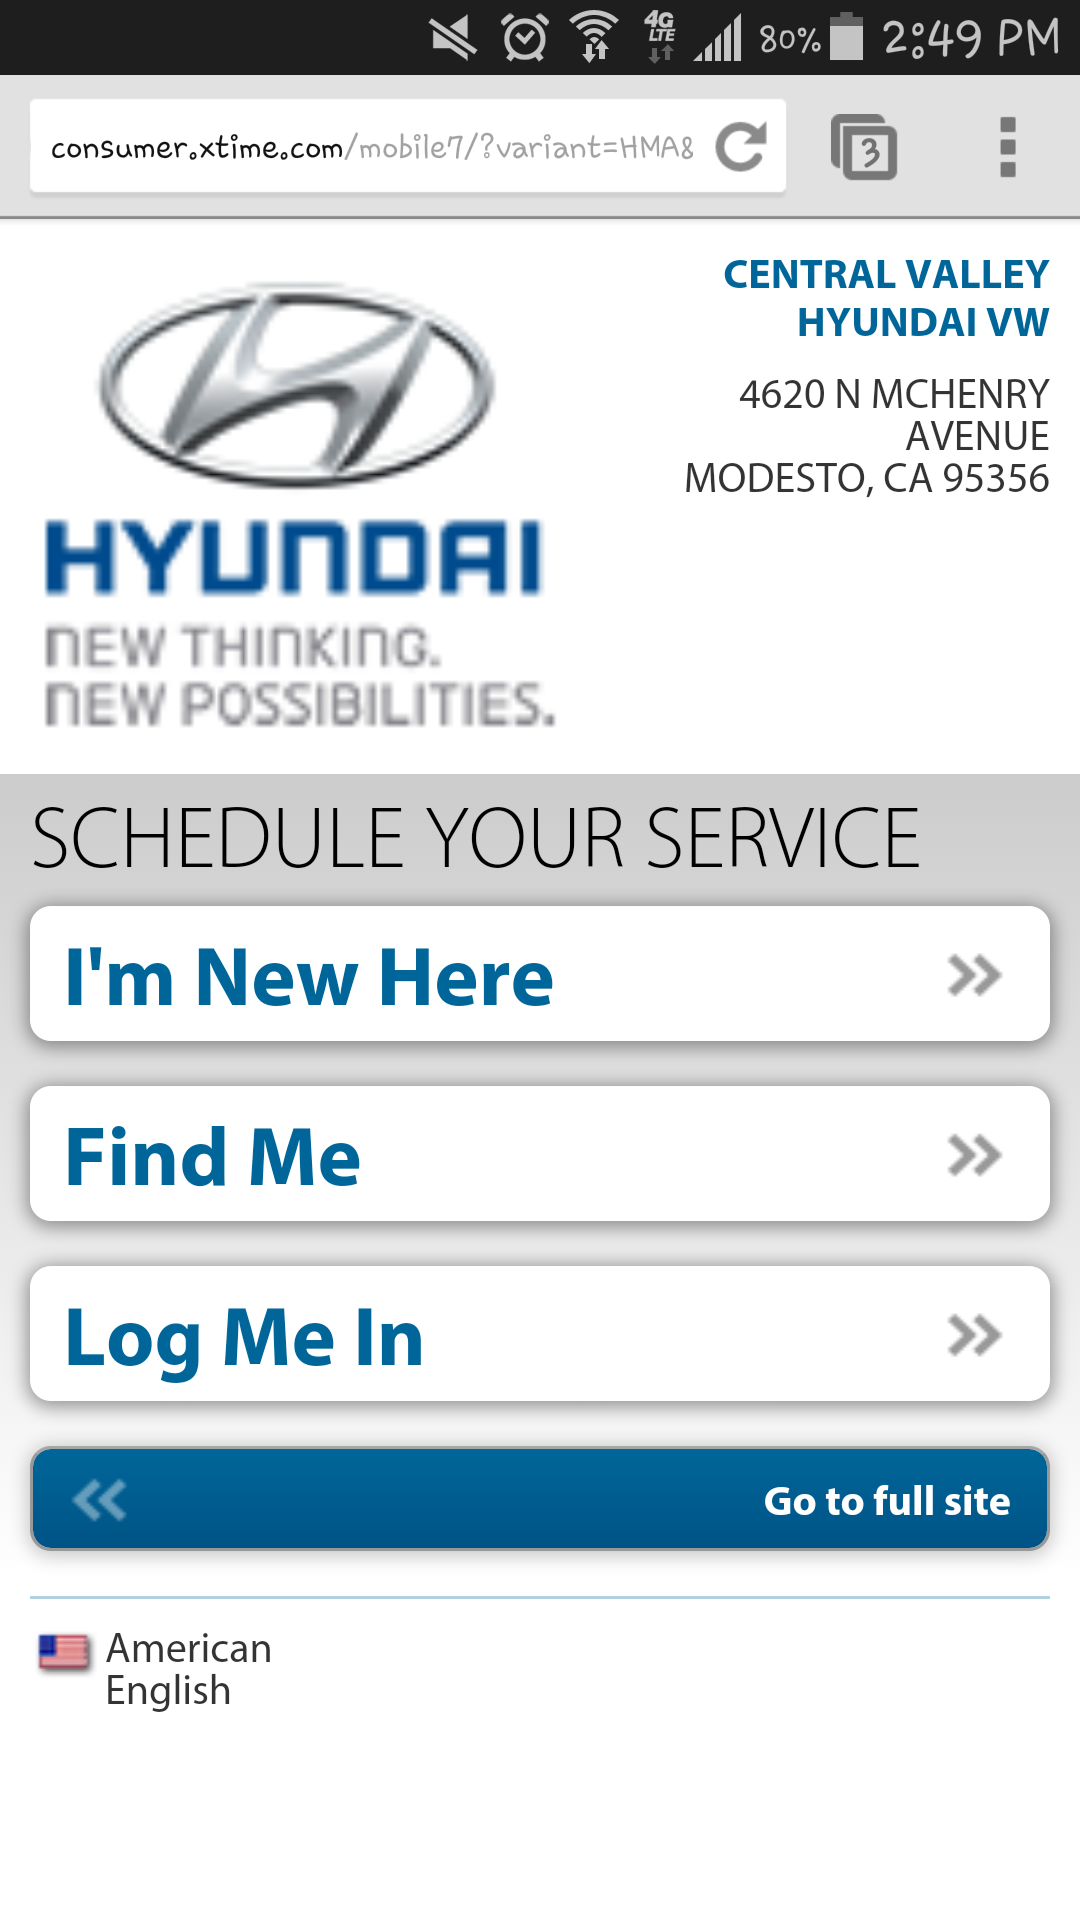 4G
LTE
80%
2:49 PM
consumer.xtime.com/mobile7/?variant=HMA&
3
CENTRAL VALLEY
HYUNDAI VW
4620 N MCHENRY
AVENUE
MODESTO, CA 95356
HYUNDAI
NEW THINKING.
NEW POSSIBILITIES.
SCHEDULE YOUR SERVICE
I'm New Here
Find Me
Log Me In
Go to full site
American
English